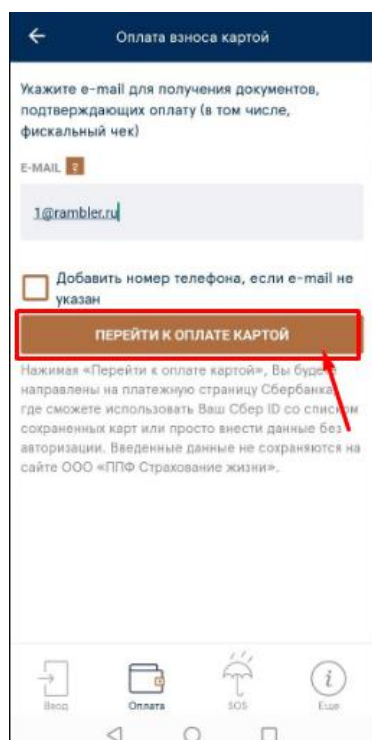 Оплата взноса картой
Укажите e-mail для получения документов,
подтверждающих оплату (в том числе,
фискальный чек)
E-MAIL ?
1@rambler.ru
Добавить номер телефона, если e-mail не
указан
ПЕРЕЙТИ К ОПЛАТЕ КАРТОЙ
Нажимая «Перейти к оплате картой», Вы будете
направлены на платежную страницу Сбербанка,
где сможете использовать Ваш Сбер ID со списком
сохраненных карт или просто внести данные без
авторизации. Введенные данные не сохраняются на
сайте ООО «ППФ Страхование жизни».
Вход Оплата SOS Еще